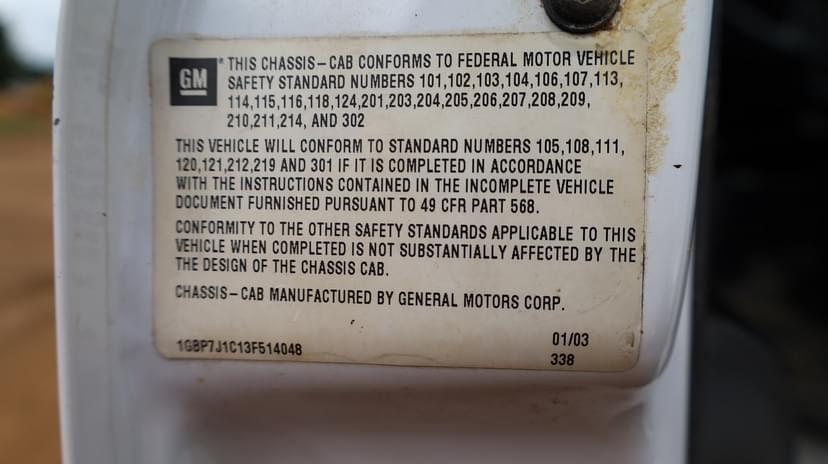 GM
THIS CHASSIS-CAB CONFORMS TO FEDERAL MOTOR VEHICLE
SAFETY STANDARD NUMBERS 101,102,103,104,106,107,113,
114,115,116,118,124,201,203,204,205,206,207,208,209,
210,211,214, AND 302
THIS VEHICLE WILL CONFORM TO STANDARD NUMBERS 105,108,111,
120,121,212,219 AND 301 IF IT IS COMPLETED IN ACCORDANCE
WITH THE INSTRUCTIONS CONTAINED IN THE INCOMPLETE VEHICLE
DOCUMENT FURNISHED PURSUANT TO 49 CFR PART 568.
CONFORMITY TO THE OTHER SAFETY STANDARDS APPLICABLE TO THIS
VEHICLE WHEN COMPLETED IS NOT SUBSTANTIALLY AFFECTED BY THE
THE DESIGN OF THE CHASSIS CAB.
CHASSIS-CAB MANUFACTURED BY GENERAL MOTORS CORP.
1GBP7J1C13F514048
01/03
338